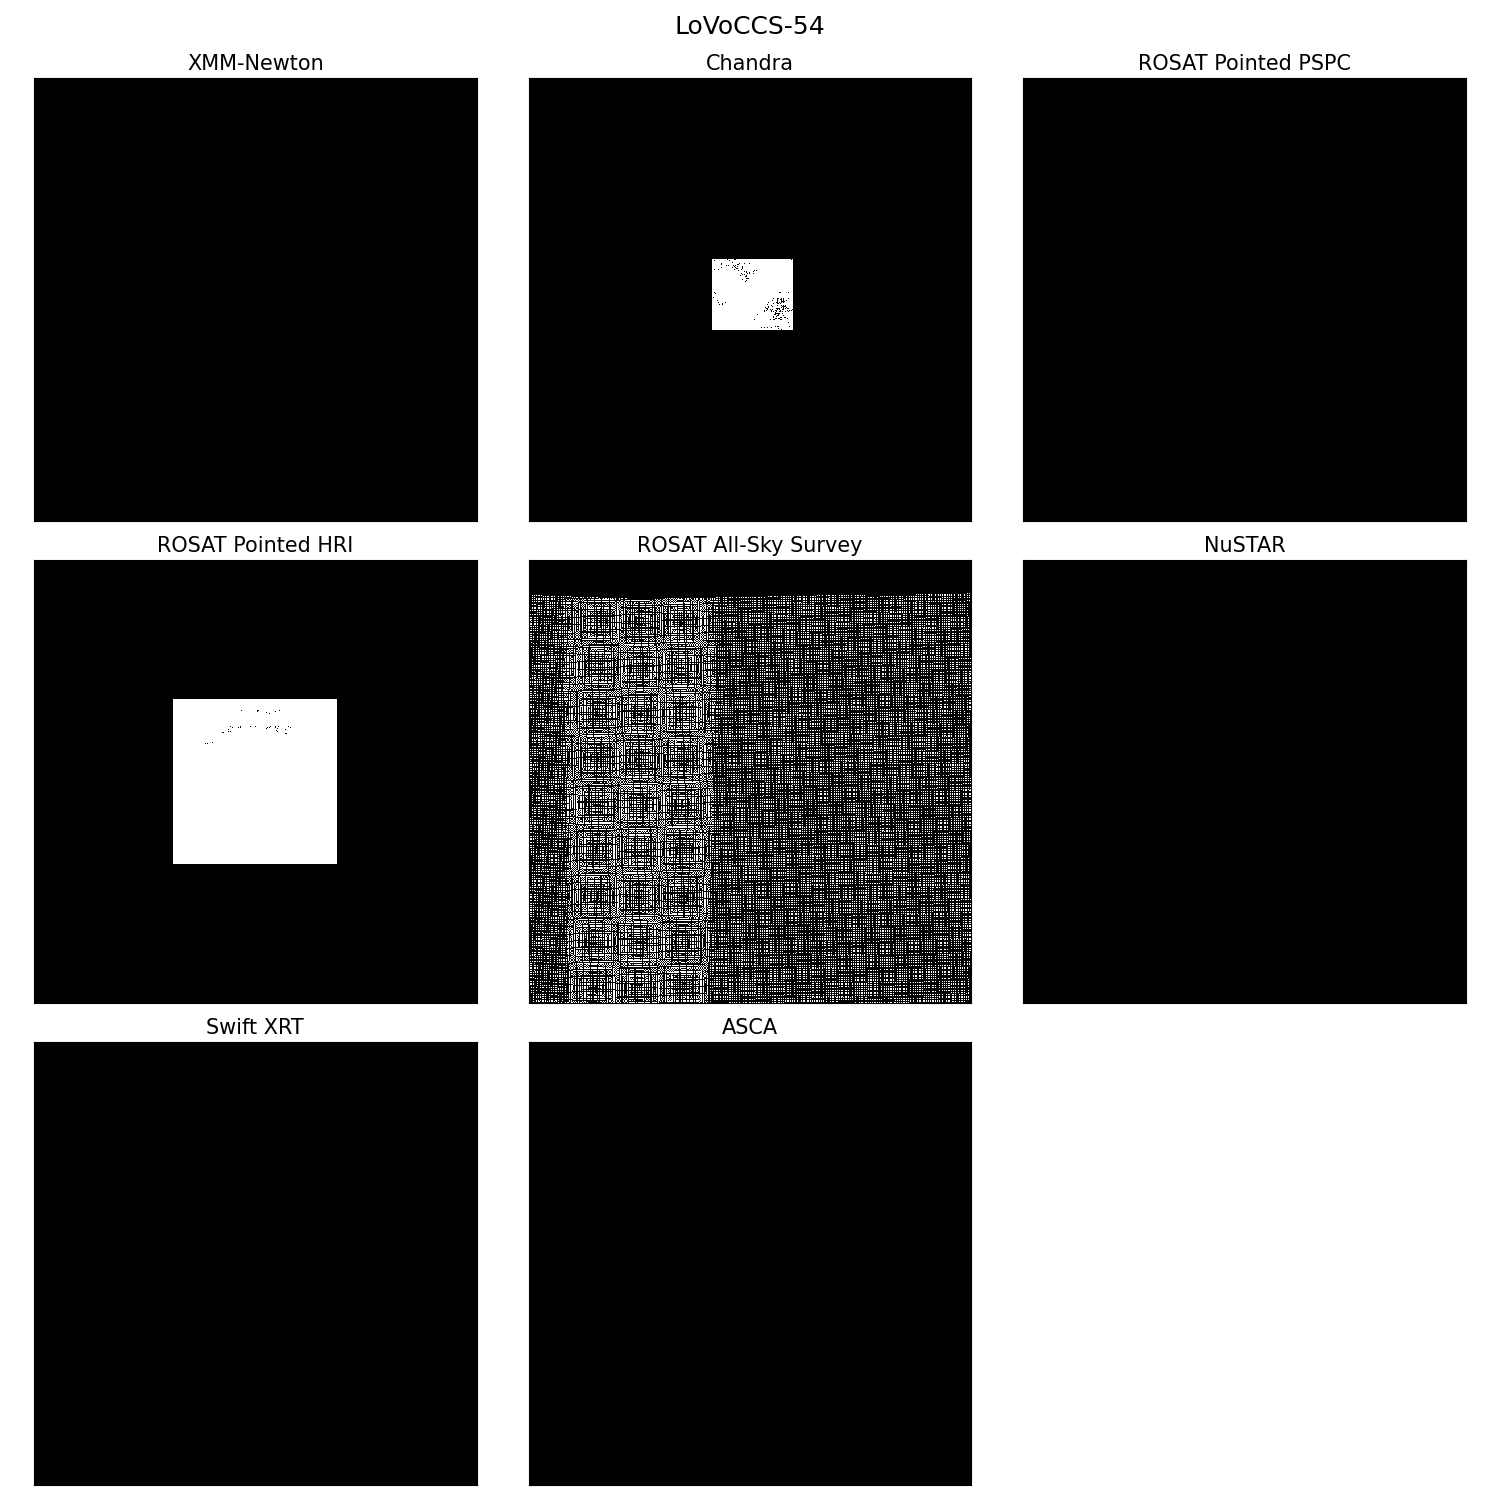 LoVoCCS-54
XMM-Newton
Chandra
ROSAT Pointed PSPC
ROSAT Pointed HRI
ROSAT All-Sky Survey
NuSTAR
Swift XRT
ASCA